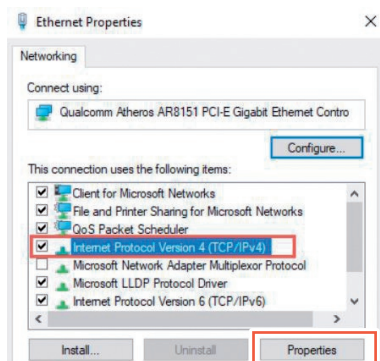 Ethernet Properties
Networking
Connect using:
Qualcomm Atheros AR8151 PCI-E Gigabit Ethernet Contro
Configure...
This connection uses the following items:
Client for Microsoft Networks
File and Printer Sharing for Microsoft Networks
QoS Packet Scheduler
Internet Protocol Version 4 (TCP/IPv4)
Microsoft Network Adapter Multiplexor Protocol
Microsoft LLDP Protocol Driver
Internet Protocol Version 6 (TCP/IPv6)
Install... Uninstall Properties